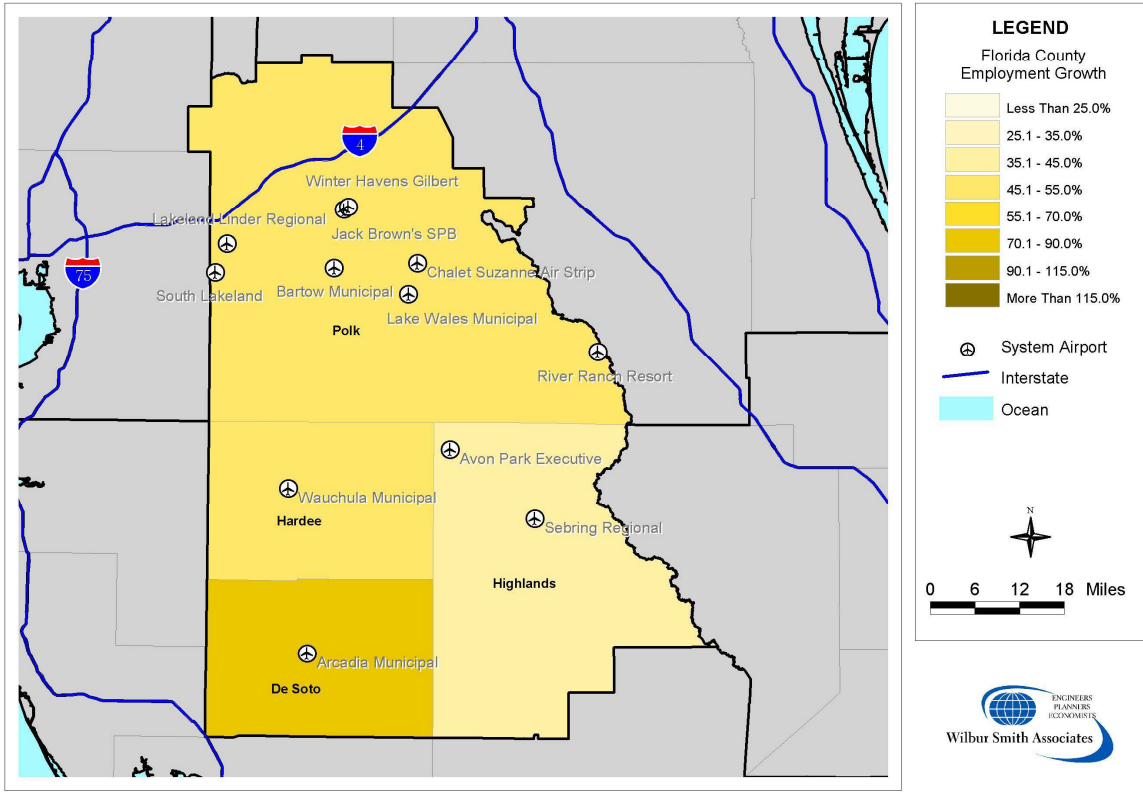 4
Winter Havens Gilbert
Lakeland Linder Regional
Jack Brown's SPB
75
South Lakeland
Bartow Municipal
Chalet Suzanne Air Strip
Lake Wales Municipal
Polk
River Ranch Resort
Avon Park Executive
Wauchula Municipal
Hardee
Sebring Regional
Highlands
Arcadia Municipal
De Soto
LEGEND
Florida County
Employment Growth
Less Than 25.0%
25.1 - 35.0%
35.1 - 45.0%
45.1 - 55.0%
55.1 - 70.0%
70.1 - 90.0%
90.1 - 115.0%
More Than 115.0%
System Airport
Interstate
Ocean
N
0 6 12 18 Miles
ENGINEERS
PLANNERS
ECONOMISTS
Wilbur Smith Associates